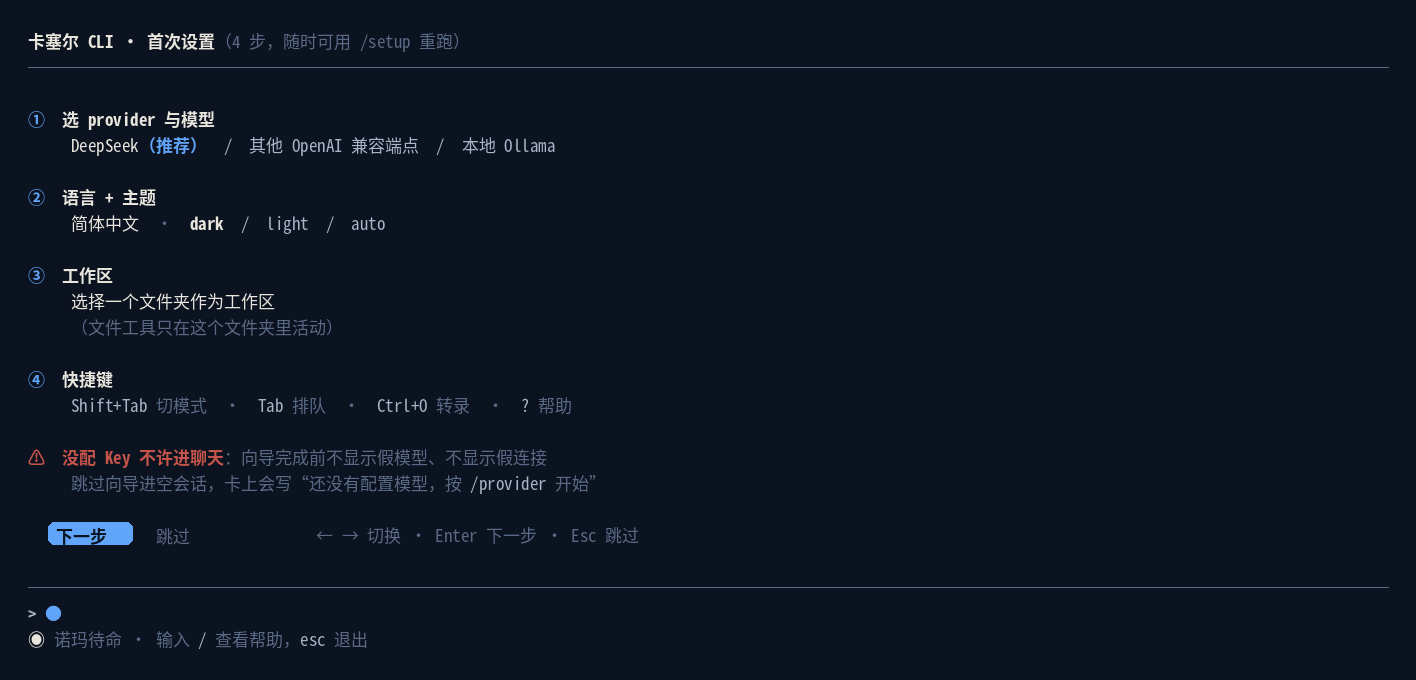 卡塞尔 CLI · 首次设置（4 步，随时可用 /setup 重跑）
① 选 provider 与模型
DeepSeek（推荐） / 其他 OpenAI 兼容端点 / 本地 Ollama
② 语言 + 主题
简体中文 · dark / light / auto
③ 工作区
选择一个文件夹作为工作区
（文件工具只在这个文件夹里活动）
④ 快捷键
Shift+Tab 切模式 · Tab 排队 · Ctrl+O 转录 · ? 帮助
⚠ 没配 Key 不许进聊天：向导完成前不显示假模型、不显示假连接
跳过向导进空会话，卡上会写“还没有配置模型，按 /provider 开始”
下一步 跳过 ← → 切换 · Enter 下一步 · Esc 跳过
> ●
◉ 诺玛待命 · 输入 / 查看帮助，esc 退出